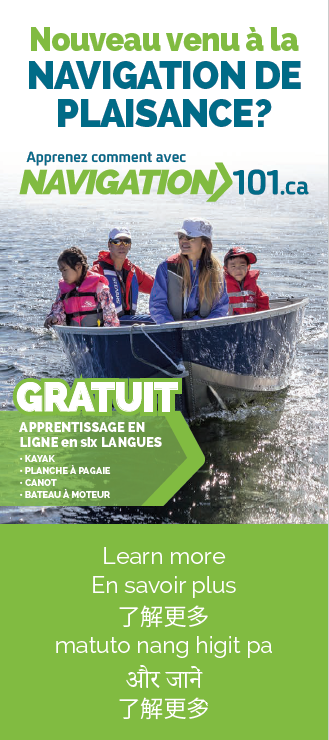 Nouveau venu à la
NAVIGATION DE
PLAISANCE?
Apprenez comment avec
NAVIGATION>101.ca
GRATUIT
APPRENTISSAGE EN
LIGNE en six LANGUES
• KAYAK
• PLANCHE À PAGAIE
• CANOT
• BATEAU À MOTEUR
Learn more
En savoir plus
了解更多
matuto nang higit pa
और जाने
了解更多